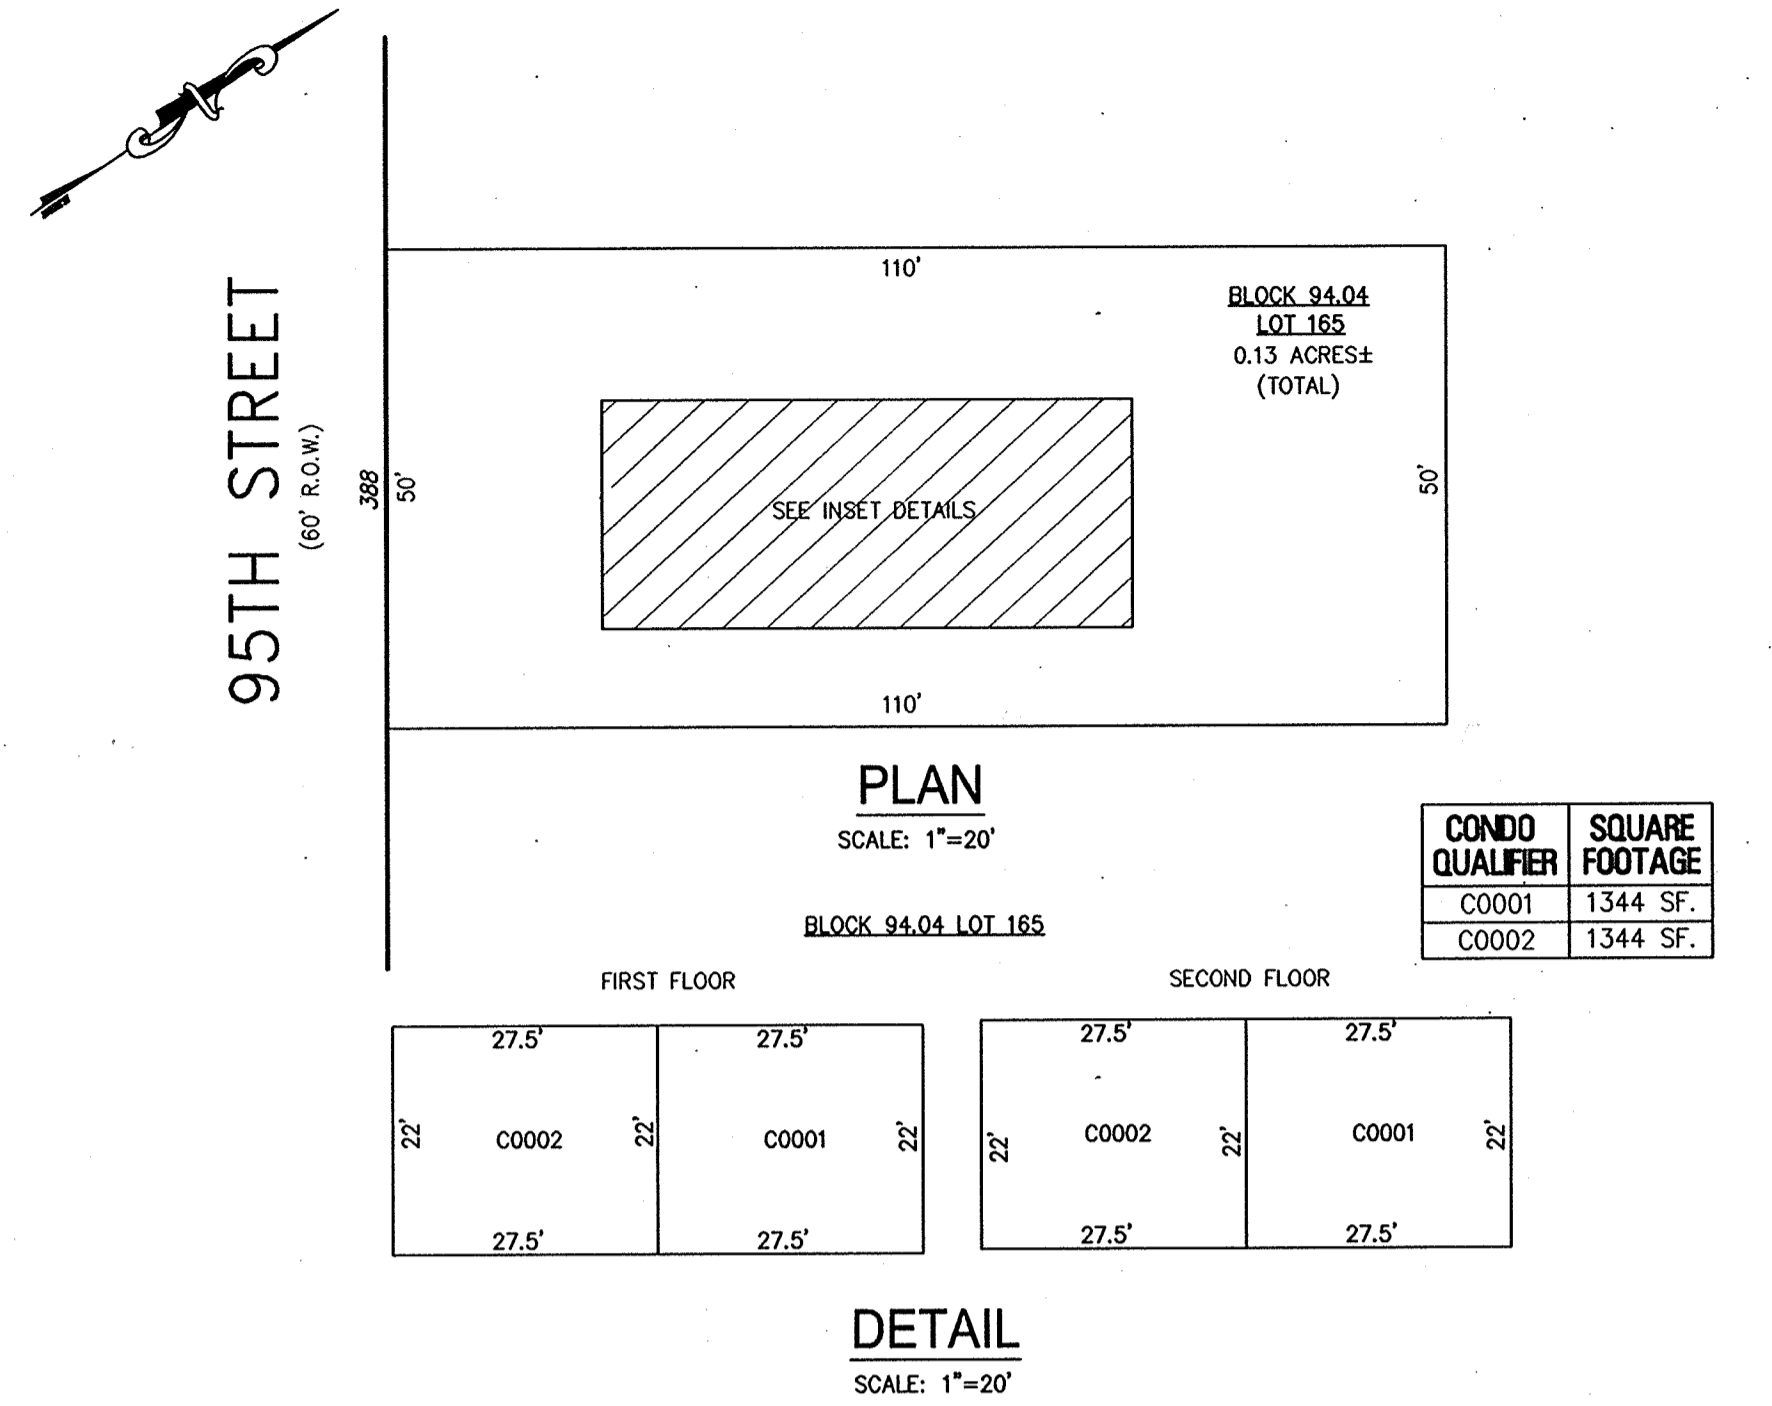 95TH STREET
(60' R.O.W.)
388
50'
110'
BLOCK 94.04
LOT 165
0.13 ACRES±
(TOTAL)
SEE INSET DETAILS
50'
110'
PLAN
SCALE: 1"=20'
CONDO QUALIFIER SQUARE FOOTAGE
C0001 1344 SF.
C0002 1344 SF.
BLOCK 94.04 LOT 165
FIRST FLOOR
27.5' 27.5'
22' C0002 22' C0001 22'
27.5' 27.5'
SECOND FLOOR
27.5' 27.5'
22' C0002 22' C0001 22'
27.5' 27.5'
DETAIL
SCALE: 1"=20'